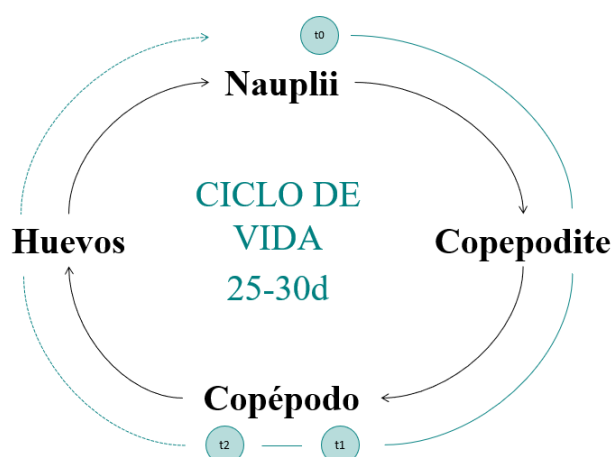 t0
Nauplii
CICLO DE
VIDA
25-30d
Huevos
Copepodite
Copépodo
t2
t1